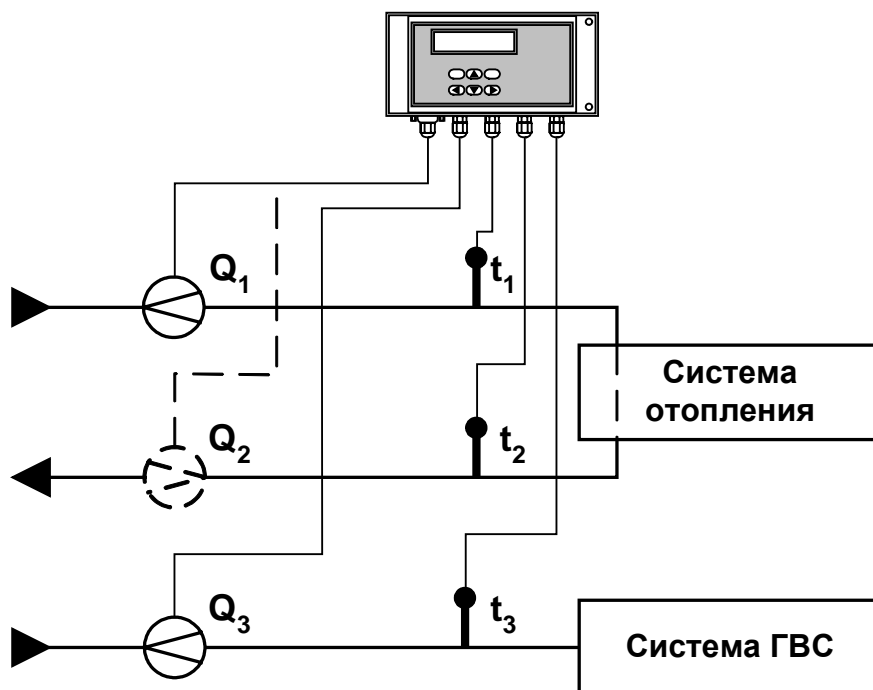 Q1
t1
Система
отопления
Q2
t2
Q3
t3
Система ГВС